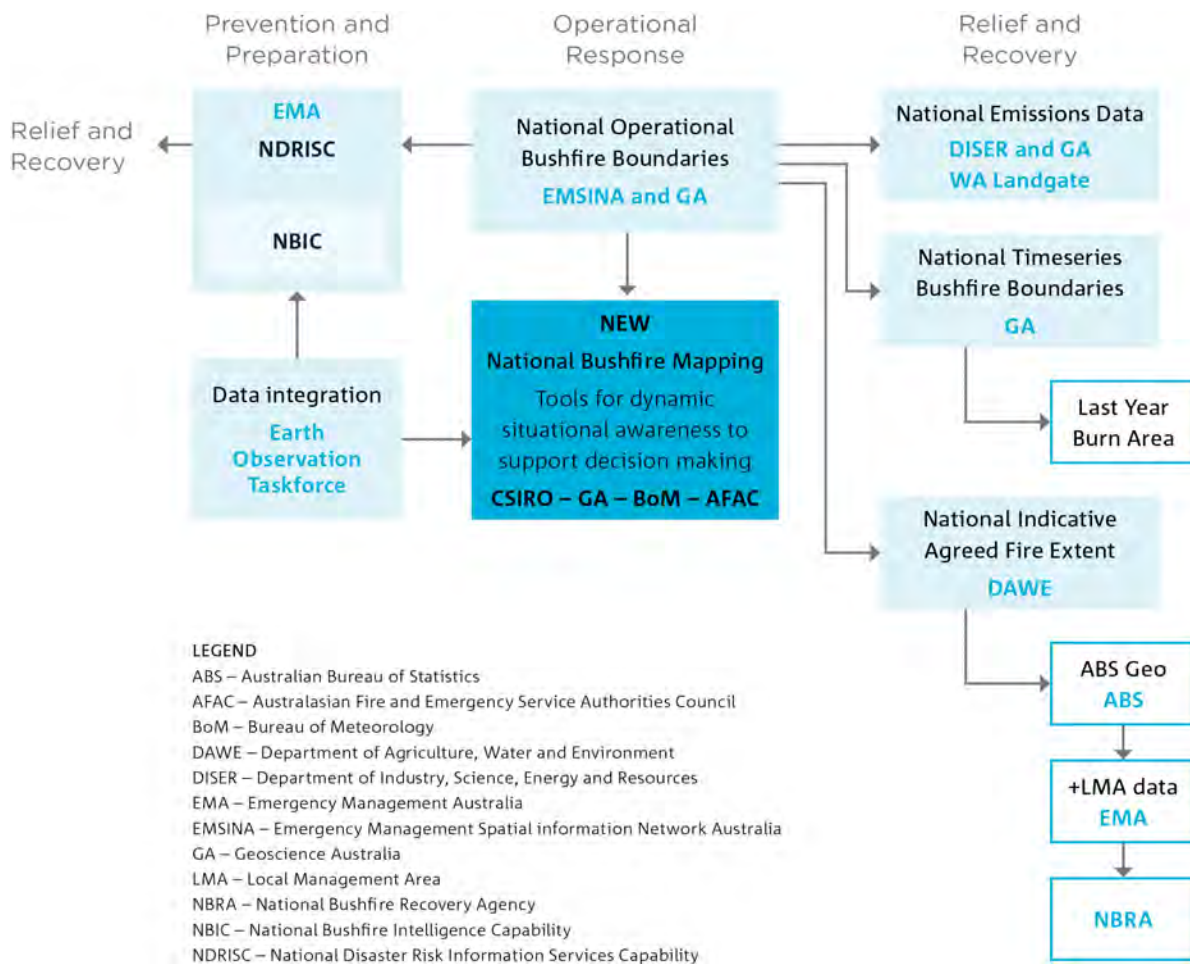 Prevention and
Preparation
Operational
Response
Relief and
Recovery
Relief and
Recovery
EMA
NDRISC
NBIC
National Operational
Bushfire Boundaries
EMSINA and GA
National Emissions Data
DISER and GA
WA Landgate
National Timeseries
Bushfire Boundaries
GA
Data integration
Earth
Observation
Taskforce
NEW
National Bushfire Mapping
Tools for dynamic
situational awareness to
support decision making
CSIRO – GA – BoM – AFAC
Last Year
Burn Area
National Indicative
Agreed Fire Extent
DAWE
ABS Geo
ABS
+LMA data
EMA
NBRA
LEGEND
ABS – Australian Bureau of Statistics
AFAC – Australasian Fire and Emergency Service Authorities Council
BoM – Bureau of Meteorology
DAWE – Department of Agriculture, Water and Environment
DISER – Department of Industry, Science, Energy and Resources
EMA – Emergency Management Australia
EMSINA – Emergency Management Spatial information Network Australia
GA – Geoscience Australia
LMA – Local Management Area
NBRA – National Bushfire Recovery Agency
NBIC – National Bushfire Intelligence Capability
NDRISC – National Disaster Risk Information Services Capability